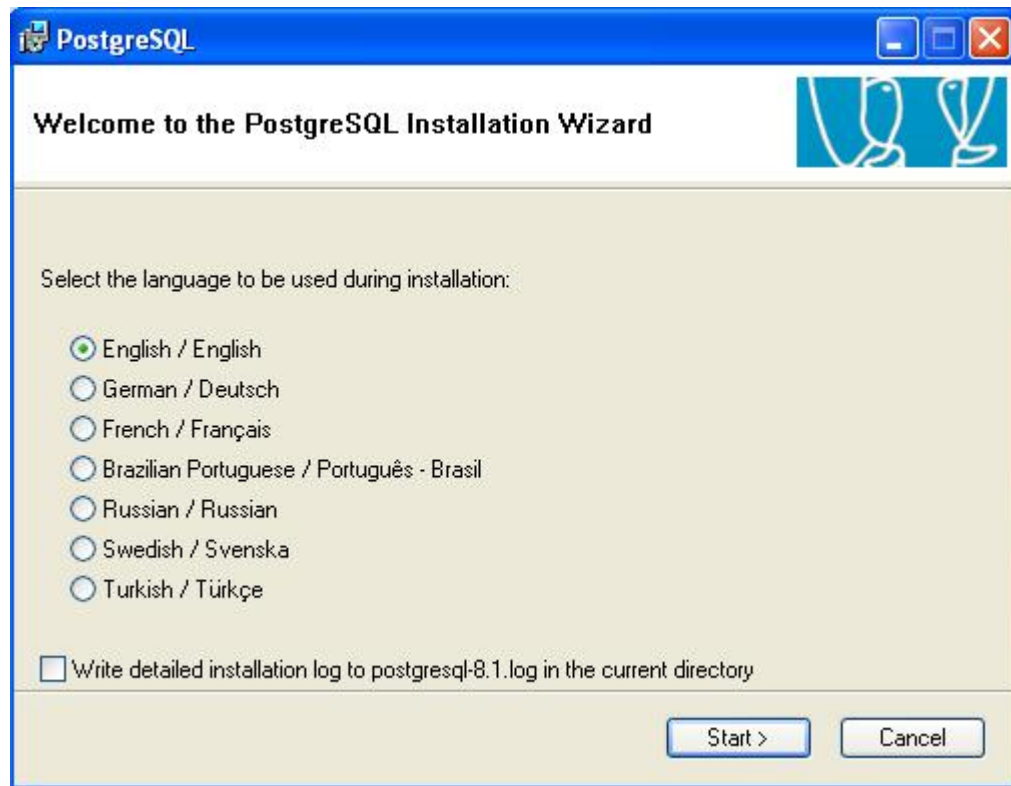 PostgreSQL
Welcome to the PostgreSQL Installation Wizard
Select the language to be used during installation:
English / English
German / Deutsch
French / Français
Brazilian Portuguese / Português - Brasil
Russian / Russian
Swedish / Svenska
Turkish / Türkçe
Write detailed installation log to postgresql-8.1.log in the current directory
Start >
Cancel